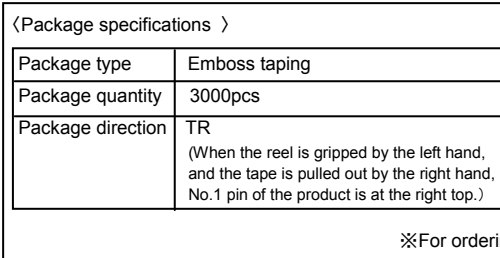 〈Package specifications 〉
Package type Emboss taping
Package quantity 3000pcs
Package direction TR
(When the reel is gripped by the left hand,
and the tape is pulled out by the right hand,
No.1 pin of the product is at the right top.)
※For orderi